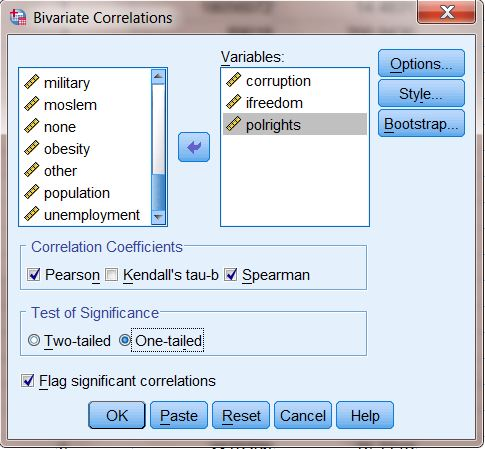 Bivariate Correlations
Variables:
military
moslem
none
obesity
other
population
unemployment
corruption
ifreedom
polrights
Options...
Style...
Bootstrap...
Correlation Coefficients
Pearson Kendall's tau-b Spearman
Test of Significance
Two-tailed One-tailed
Flag significant correlations
OK Paste Reset Cancel Help